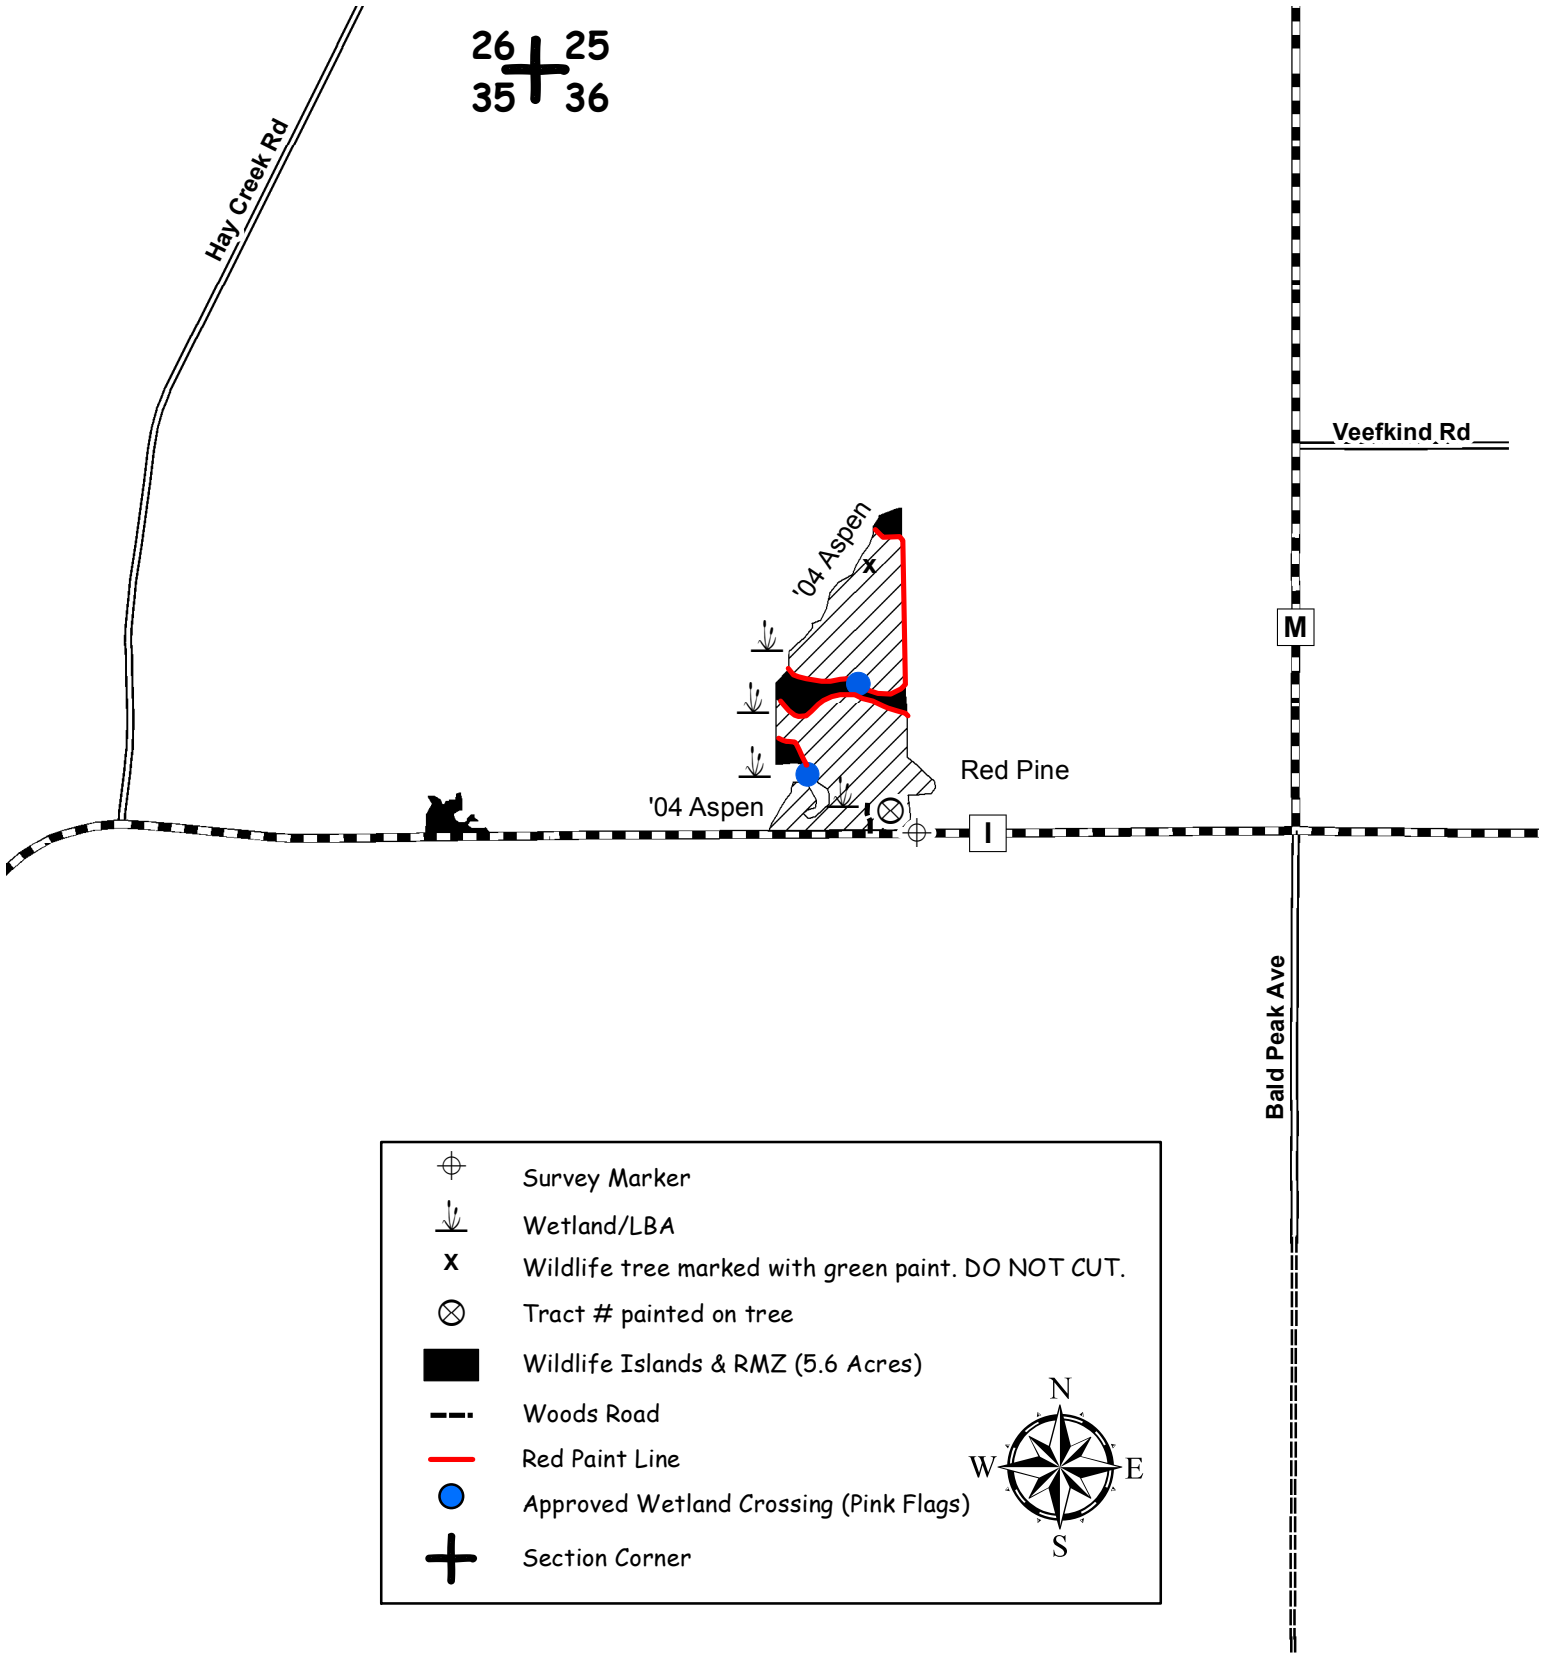 26 25
35 36
Hay Creek Rd
Veefkind Rd
'04 Aspen
x
M
Red Pine
'04 Aspen
I
Bald Peak Ave
Survey Marker
Wetland/LBA
x Wildlife tree marked with green paint. DO NOT CUT.
Tract # painted on tree
Wildlife Islands & RMZ (5.6 Acres)
Woods Road
Red Paint Line
Approved Wetland Crossing (Pink Flags)
Section Corner
N
W E
S